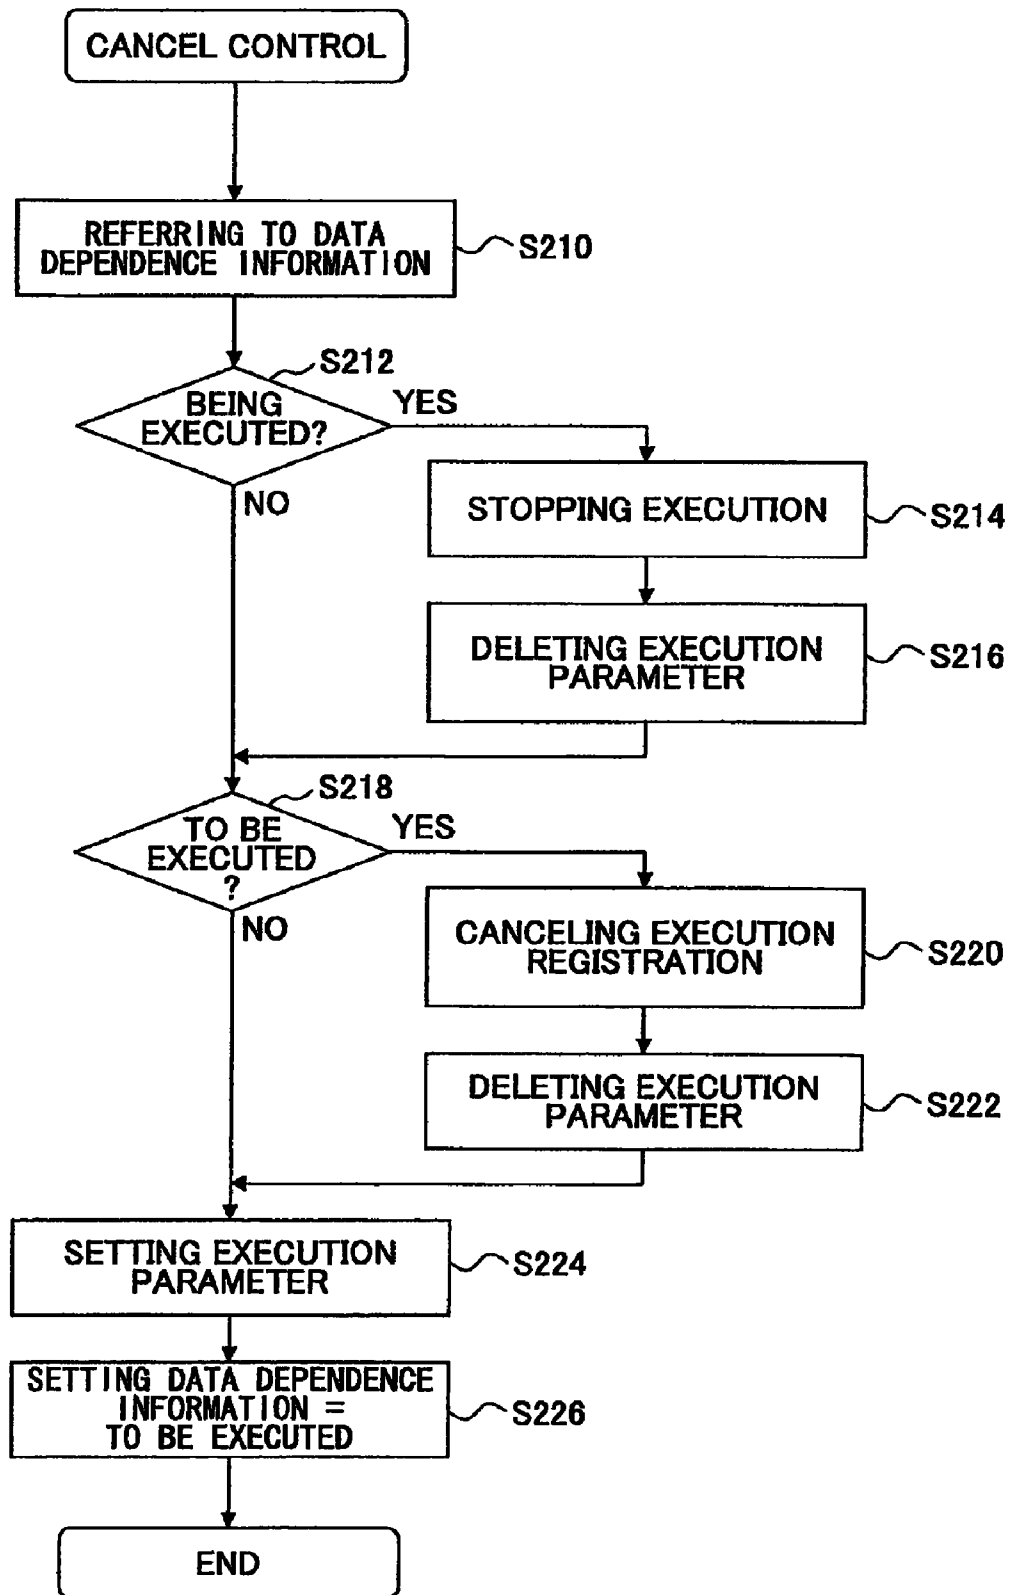 CANCEL CONTROL
REFERRING TO DATA
DEPENDENCE INFORMATION
S210
S212
BEING
EXECUTED?
YES
NO
STOPPING EXECUTION
S214
DELETING EXECUTION
PARAMETER
S216
S218
TO BE
EXECUTED
?
YES
NO
CANCELING EXECUTION
REGISTRATION
S220
DELETING EXECUTION
PARAMETER
S222
SETTING EXECUTION
PARAMETER
S224
SETTING DATA DEPENDENCE
INFORMATION =
TO BE EXECUTED
S226
END